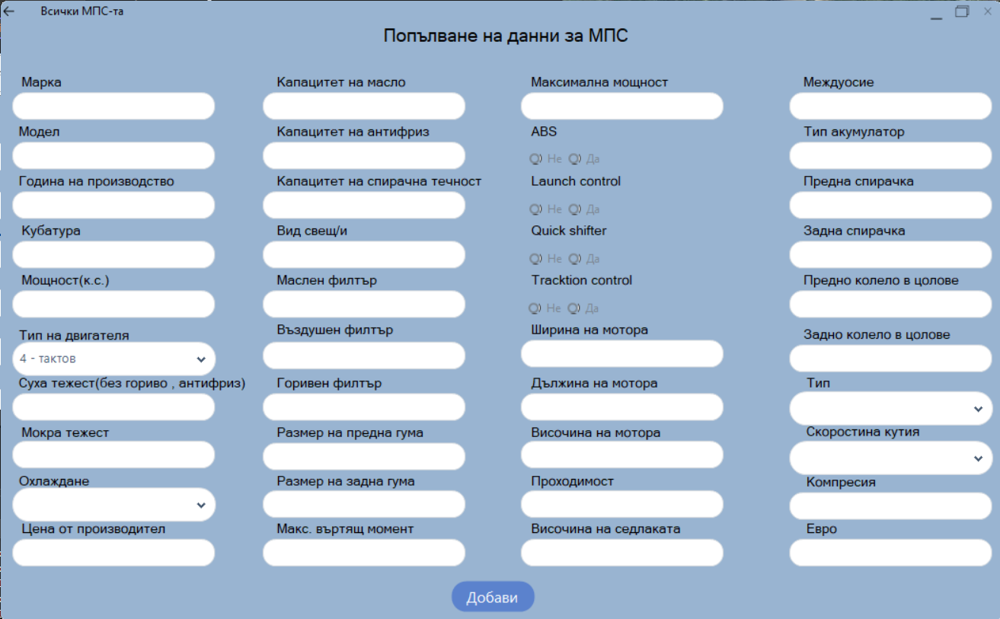 Всички МПС-та
Попълване на данни за МПС
Марка
Модел
Година на производство
Кубатура
Мощност(к.с.)
Тип на двигателя
4 - тактов
Суха тежест(без гориво , антифриз)
Мокра тежест
Охлаждане
Цена от производител
Капацитет на масло
Капацитет на антифриз
Капацитет на спирачна течност
Вид свещ/и
Маслен филтър
Въздушен филтър
Горивен филтър
Размер на предна гума
Размер на задна гума
Макс. въртящ момент
Максимална мощност
ABS
Не Да
Launch control
Не Да
Quick shifter
Не Да
Tracktion control
Не Да
Ширина на мотора
Дължина на мотора
Височина на мотора
Проходимост
Височина на седлаката
Междуосие
Тип акумулатор
Предна спирачка
Задна спирачка
Предно колело в цолове
Задно колело в цолове
Тип
Скоростина кутия
Компресия
Евро
Добави